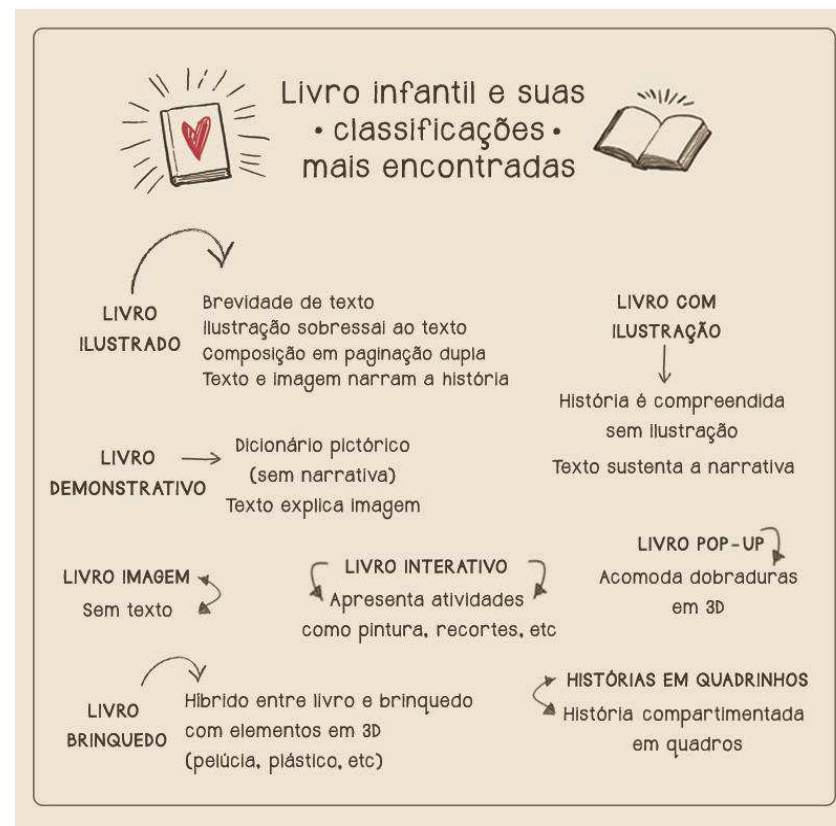 Livro infantil e suas
• classificações •
mais encontradas
LIVRO
ILUSTRADO
Brevidade de texto
Ilustração sobressai ao texto
Composição em paginação dupla
Texto e imagem narram a história
LIVRO COM
ILUSTRAÇÃO
História é compreendida
sem ilustração
Texto sustenta a narrativa
LIVRO
DEMONSTRATIVO
Dicionário pictórico
(sem narrativa)
Texto explica imagem
LIVRO IMAGEM
Sem texto
LIVRO INTERATIVO
Apresenta atividades
como pintura, recortes, etc
LIVRO POP-UP
Acomoda dobraduras
em 3D
LIVRO
BRINQUEDO
Híbrido entre livro e brinquedo
com elementos em 3D
(pelúcia, plástico, etc)
HISTÓRIAS EM QUADRINHOS
História compartimentada
em quadros